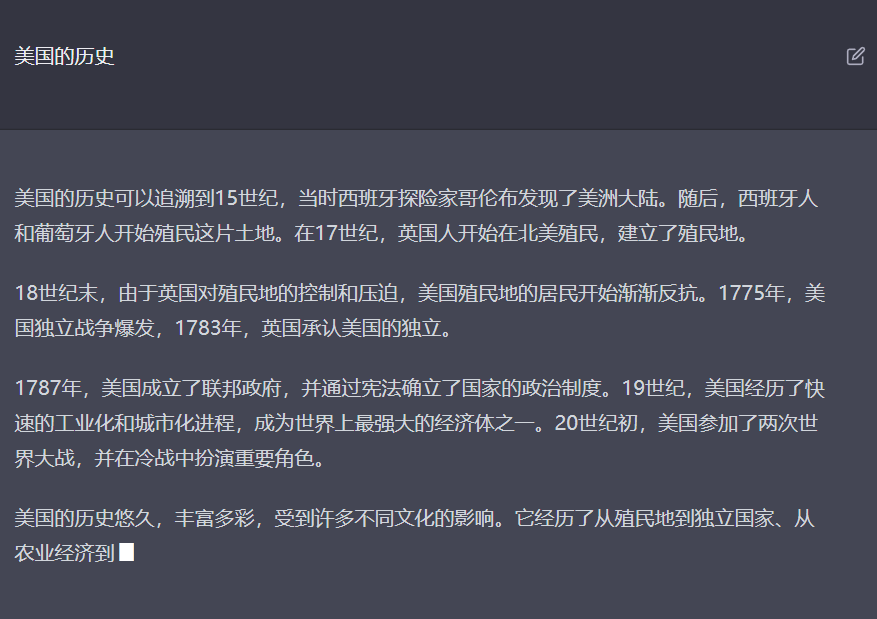 美国的历史
美国的历史可以追溯到15世纪，当时西班牙探险家哥伦布发现了美洲大陆。随后，西班牙人
和葡萄牙人开始殖民这片土地。在17世纪，英国人开始在北美殖民，建立了殖民地。
18世纪末，由于英国对殖民地的控制和压迫，美国殖民地的居民开始渐渐反抗。1775年，美
国独立战争爆发，1783年，英国承认美国的独立。
1787年，美国成立了联邦政府，并通过宪法确立了国家的政治制度。19世纪，美国经历了快
速的工业化和城市化进程，成为世界上最强大的经济体之一。20世纪初，美国参加了两次世
界大战，并在冷战中扮演重要角色。
美国的历史悠久，丰富多彩，受到许多不同文化的影响。它经历了从殖民地到独立国家、从
农业经济到